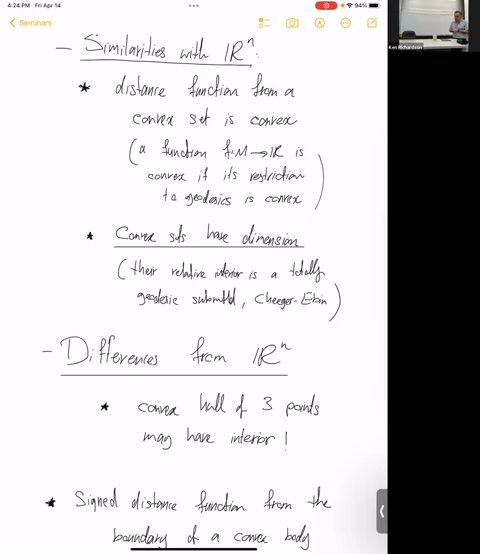 4:24 PM Fri Apr 14
94%
Seminars
Ken Richardson
- Similarities with ℝⁿ:
* distance function from a
convex set is convex
(a function f:M→ℝ is
convex if its restriction
to geodesics is convex)
* Convex sets have dimension
(their relative interior is a totally
geodesic submfld, Cheeger-Ebin)
- Differences from ℝⁿ
* convex hull of 3 points
may have interior!
* Signed distance function from the
boundary of a convex body